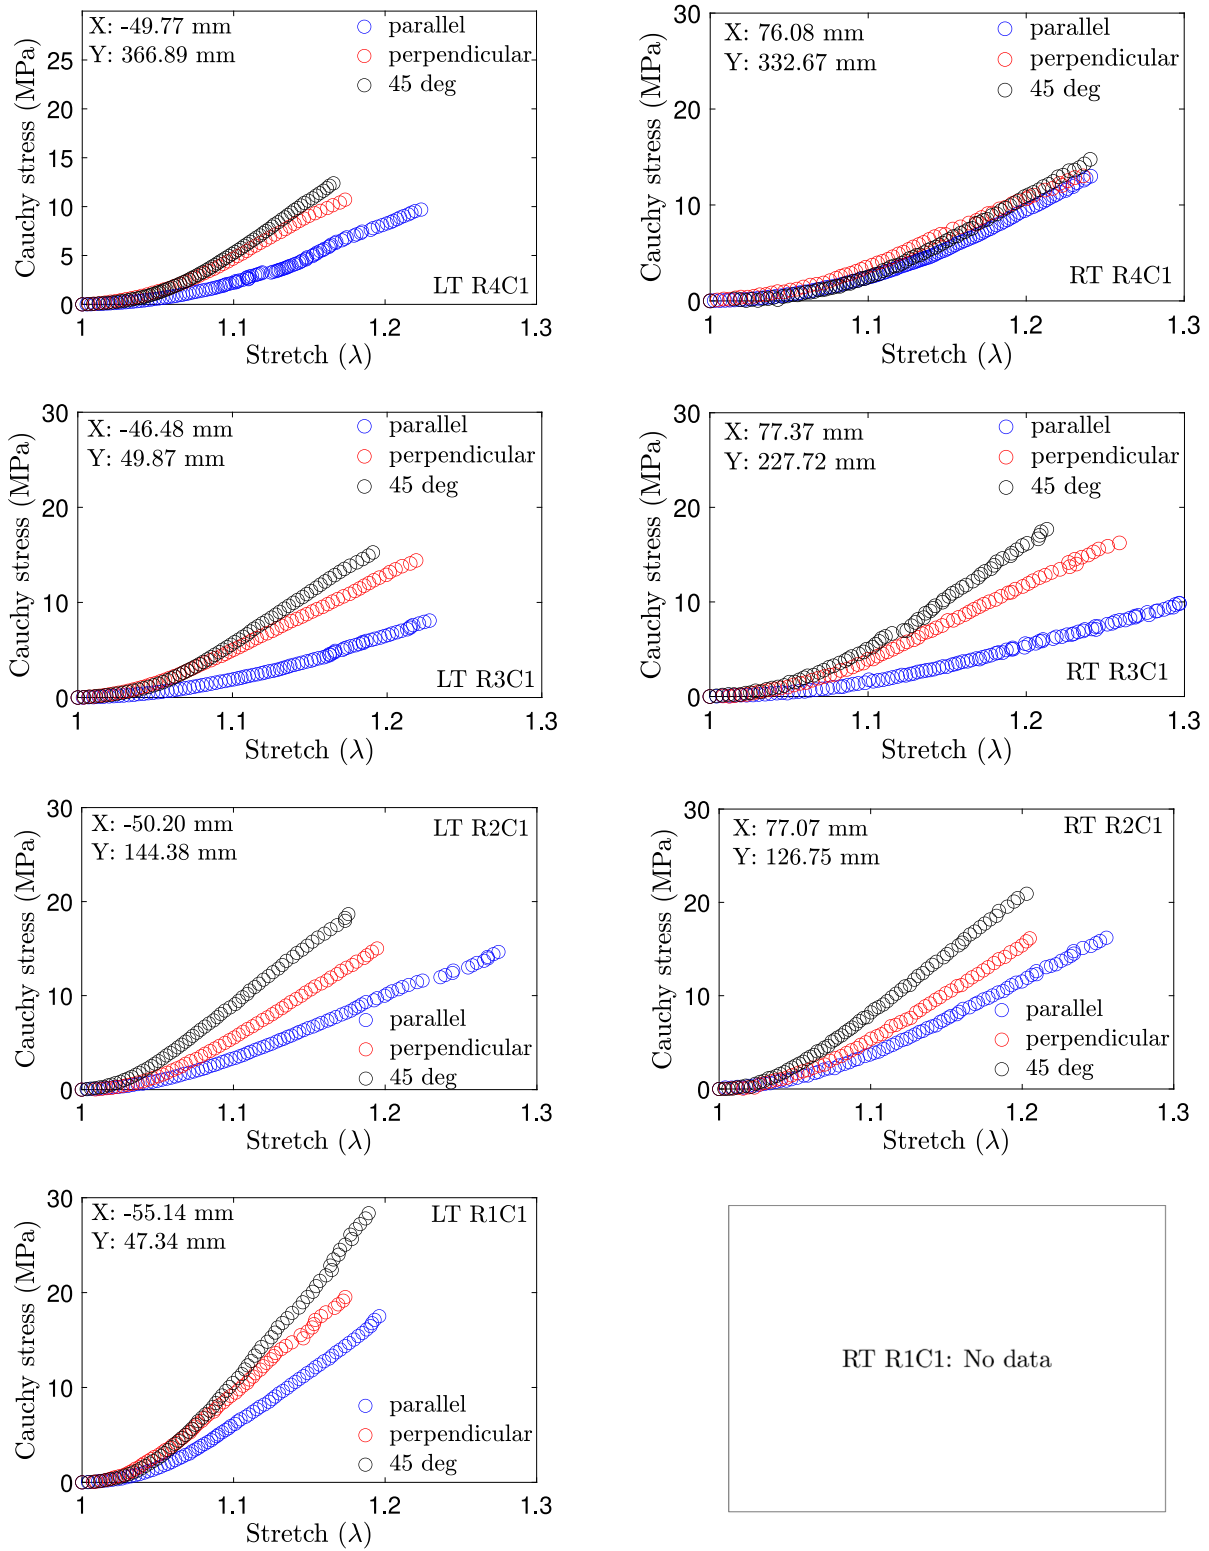 X: -49.77 mm
Y: 366.89 mm
parallel
perpendicular
45 deg
LT R4C1
Cauchy stress (MPa)
25
20
15
10
5
0
1
1.1
1.2
1.3
Stretch (λ)
X: 76.08 mm
Y: 332.67 mm
parallel
perpendicular
45 deg
RT R4C1
Cauchy stress (MPa)
30
20
10
0
1
1.1
1.2
1.3
Stretch (λ)
X: -46.48 mm
Y: 49.87 mm
parallel
perpendicular
45 deg
LT R3C1
Cauchy stress (MPa)
30
20
10
0
1
1.1
1.2
1.3
Stretch (λ)
X: 77.37 mm
Y: 227.72 mm
parallel
perpendicular
45 deg
RT R3C1
Cauchy stress (MPa)
30
20
10
0
1
1.1
1.2
1.3
Stretch (λ)
X: -50.20 mm
Y: 144.38 mm
LT R2C1
parallel
perpendicular
45 deg
Cauchy stress (MPa)
30
20
10
0
1
1.1
1.2
1.3
Stretch (λ)
X: 77.07 mm
Y: 126.75 mm
RT R2C1
parallel
perpendicular
45 deg
Cauchy stress (MPa)
30
20
10
0
1
1.1
1.2
1.3
Stretch (λ)
X: -55.14 mm
Y: 47.34 mm
LT R1C1
parallel
perpendicular
45 deg
Cauchy stress (MPa)
30
20
10
0
1
1.1
1.2
1.3
Stretch (λ)
RT R1C1: No data